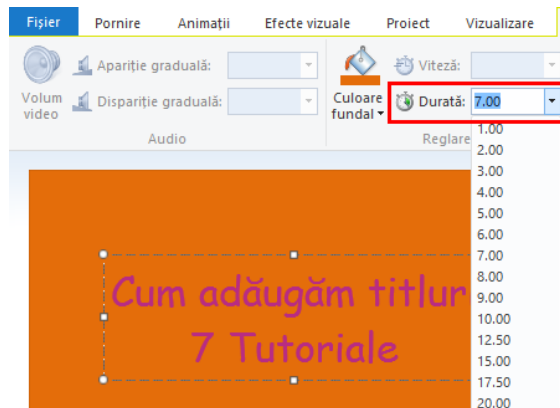 Fișier Pornire Animații Efecte vizuale Proiect Vizualizare
Apariție graduală:
Viteză:
Volum video
Dispariție graduală:
Culoare fundal
Durată: 7.00
Audio
Reglare
1.00
2.00
3.00
4.00
5.00
6.00
7.00
8.00
9.00
10.00
12.50
15.00
17.50
20.00
Cum adăugăm titlur
7 Tutoriale